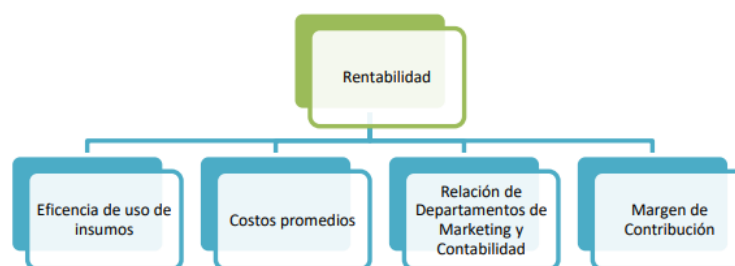 Rentabilidad
Eficencia de uso de
insumos
Costos promedios
Relación de
Departamentos de
Marketing y
Contabilidad
Margen de
Contribución